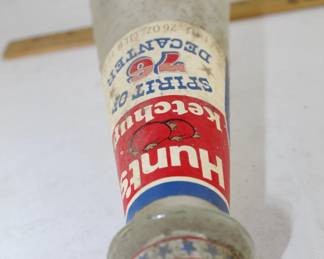 Hunt's
ketchup
SPIRIT OF
76
DECANTER